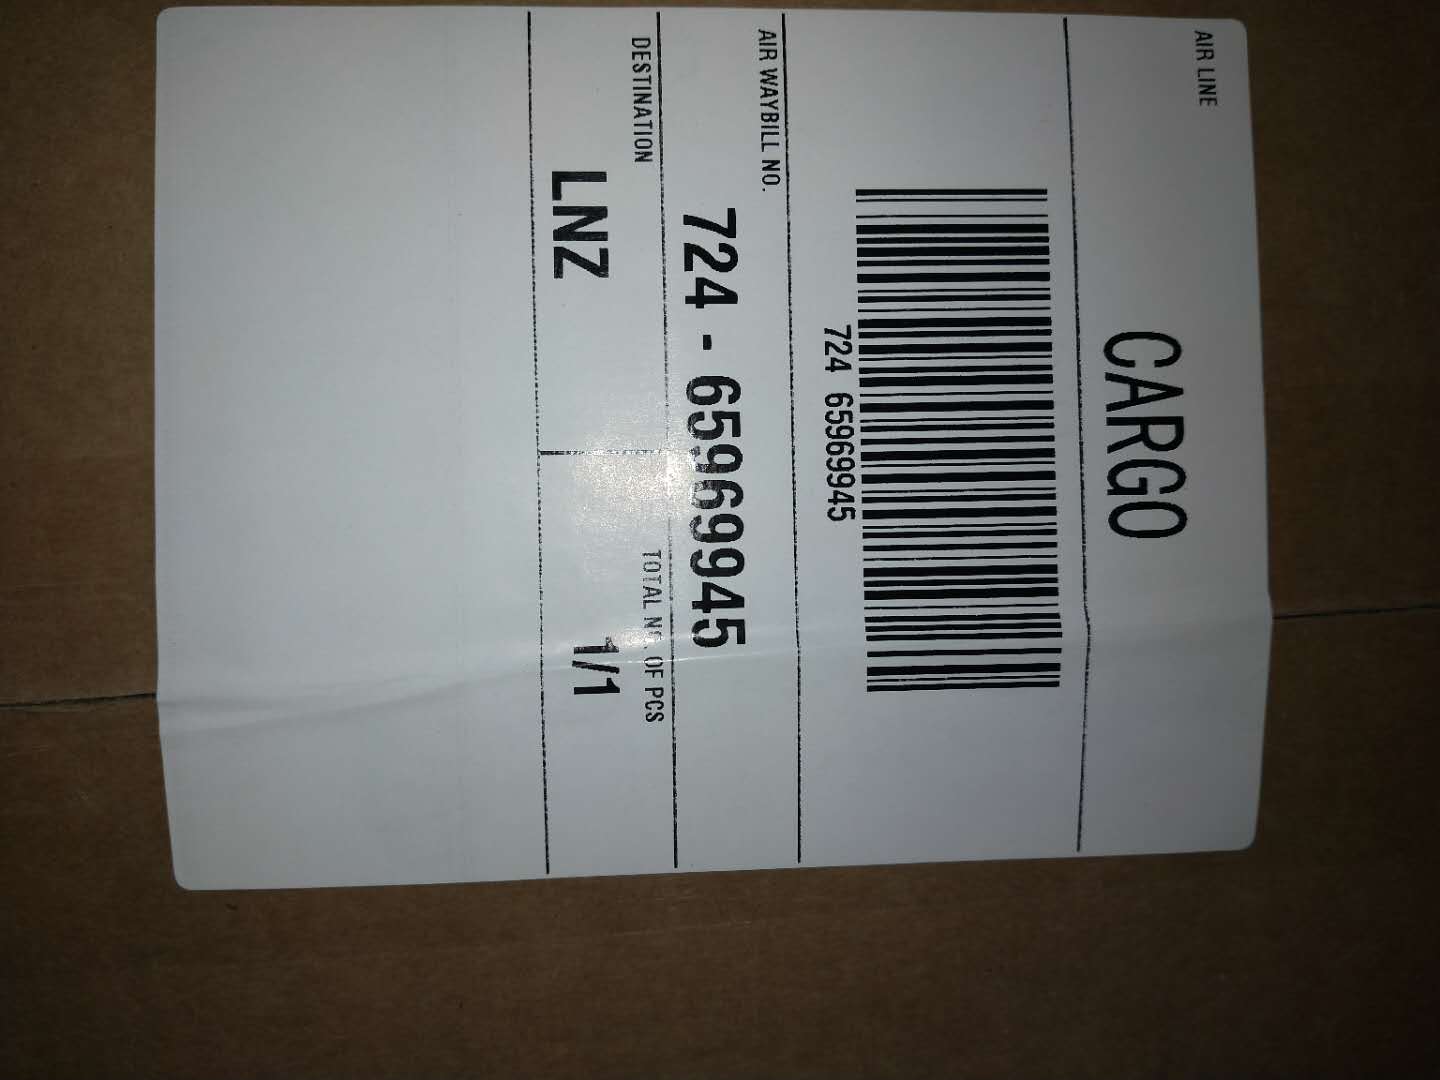 AIR LINE
CARGO
724 65969945
AIR WAYBILL NO.
724 - 65969945
DESTINATION
LNZ
TOTAL NO. OF PCS
1/1